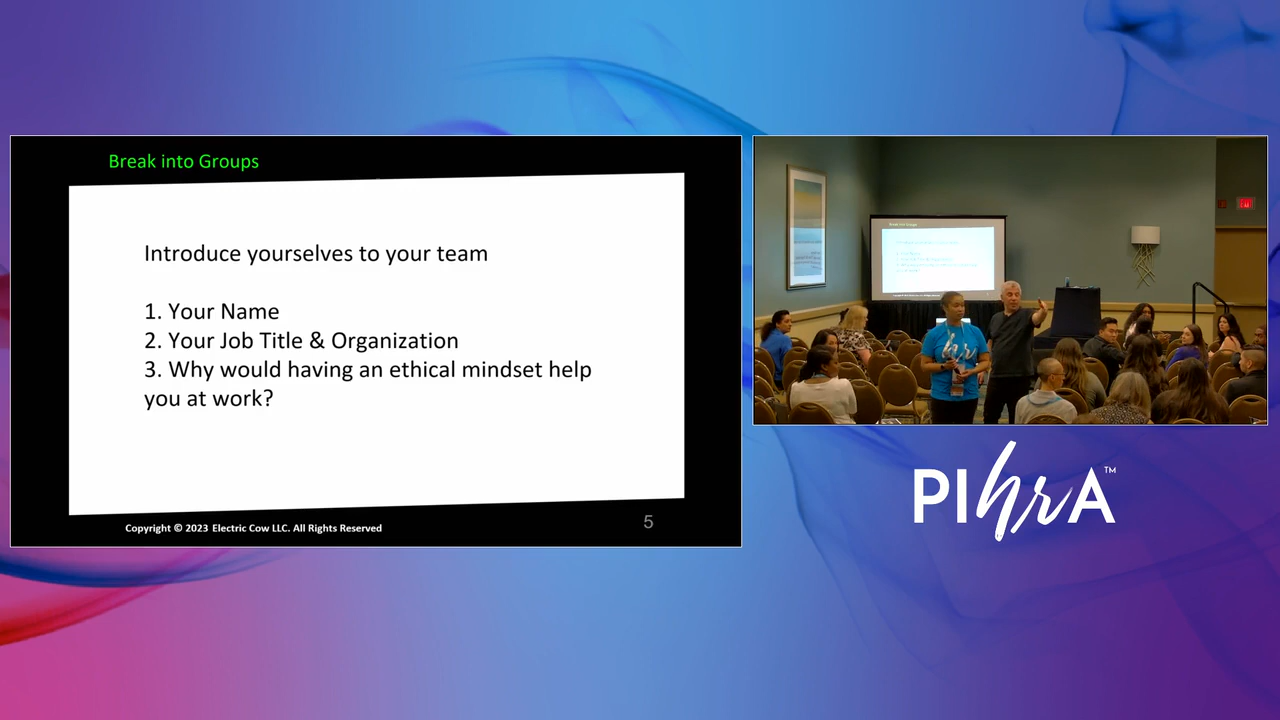 Break into Groups
Introduce yourselves to your team
1. Your Name
2. Your Job Title & Organization
3. Why would having an ethical mindset help
you at work?
Copyright © 2023 Electric Cow LLC. All Rights Reserved
5
PIhrA™